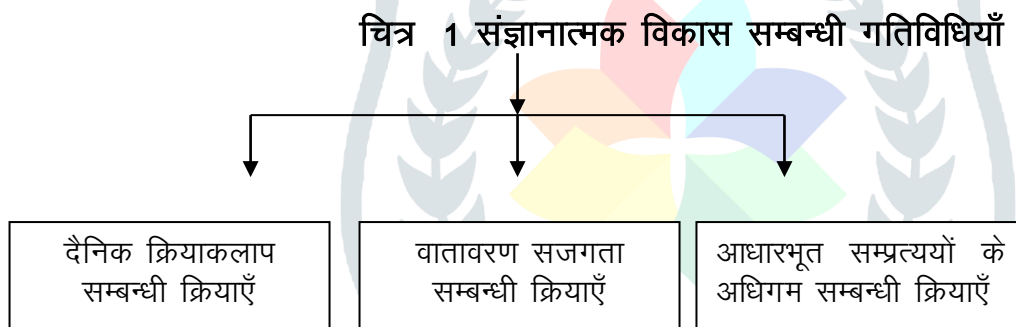 चित्र 1 संज्ञानात्मक विकास सम्बन्धी गतिविधियाँ
दैनिक क्रियाकलाप
सम्बन्धी क्रियाएँ
वातावरण सजगता
सम्बन्धी क्रियाएँ
आधारभूत सम्प्रत्ययों के
अधिगम सम्बन्धी क्रियाएँ